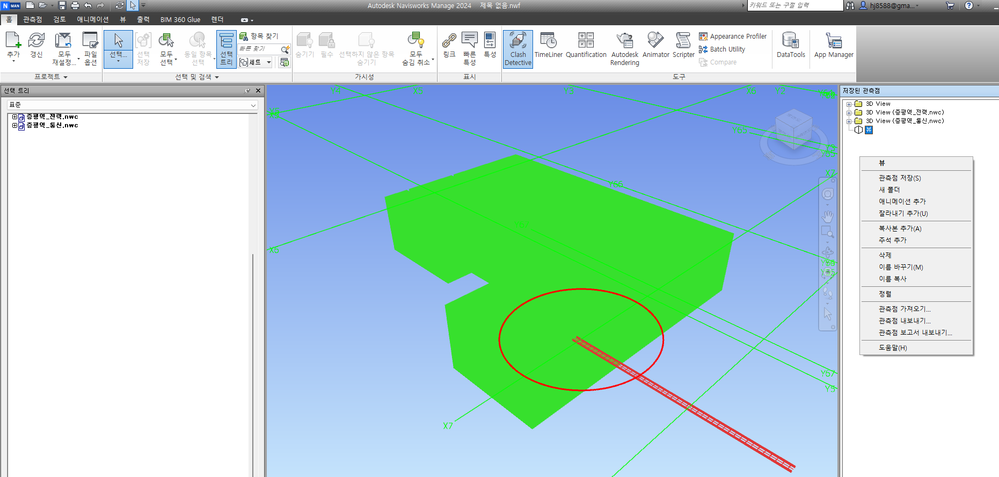 N MAN
Autodesk Navisworks Manage 2024 제목 없음.nwf
키워드 또는 구절 입력
hj8588@gma...
홈 관측점 검토 애니메이션 뷰 출력 BIM 360 Glue 렌더
추가
갱신
모두 재설정...
파일 옵션
프로젝트
선택...
선택 저장
모두 선택
동일 항목 선택
선택 트리
항목 찾기
빠른 찾기
세트
선택 및 검색
숨기기
필수
선택하지 않은 항목 숨기기
모두 숨김 취소
가시성
링크
빠른 특성
특성
표시
Clash Detective
TimeLiner
Quantification
Autodesk Rendering
Animator
Scripter
Appearance Profiler
Batch Utility
Compare
도구
DataTools
App Manager
선택 트리
표준
증평역_전력.nwc
증평역_통신.nwc
Y4
X5
Y3
X6
Y2
Y65
X7
Y66
X6
Y67
Y5
X7
저장된 관측점
3D View
3D View (증평역_전력.nwc)
3D View (증평역_통신.nwc)
뷰
뷰
관측점 저장(S)
새 폴더
애니메이션 추가
잘라내기 추가(U)
복사본 추가(A)
주석 추가
삭제
이름 바꾸기(M)
이름 복사
정렬
관측점 가져오기...
관측점 내보내기...
관측점 보고서 내보내기...
도움말(H)